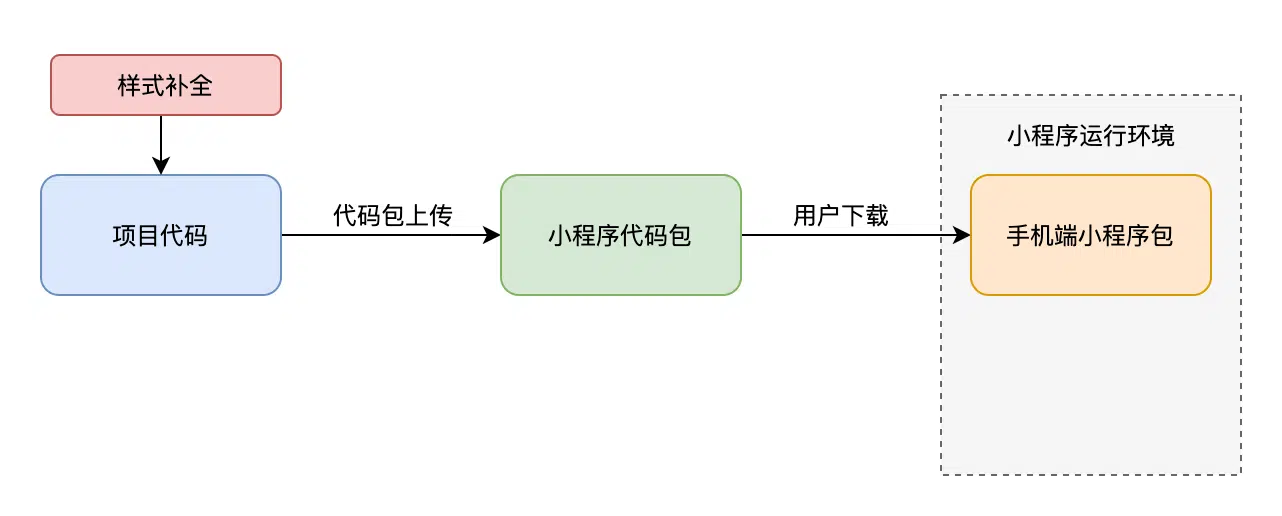 样式补全
小程序运行环境
项目代码
代码包上传
小程序代码包
用户下载
手机端小程序包